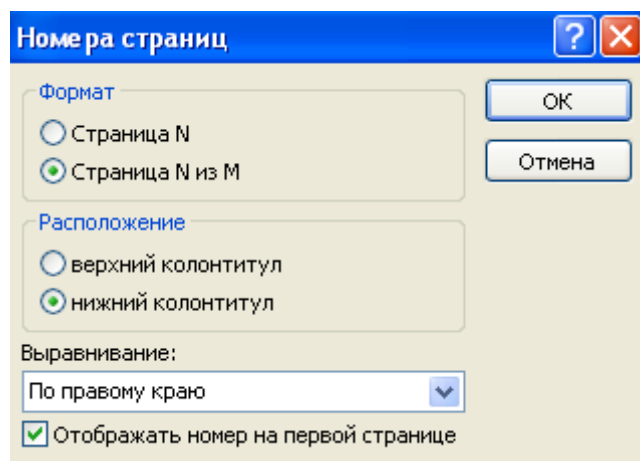 Номера страниц
Формат
Страница N
Страница N из M
ОК
Отмена
Расположение
верхний колонтитул
нижний колонтитул
Выравнивание:
По правому краю
Отображать номер на первой странице